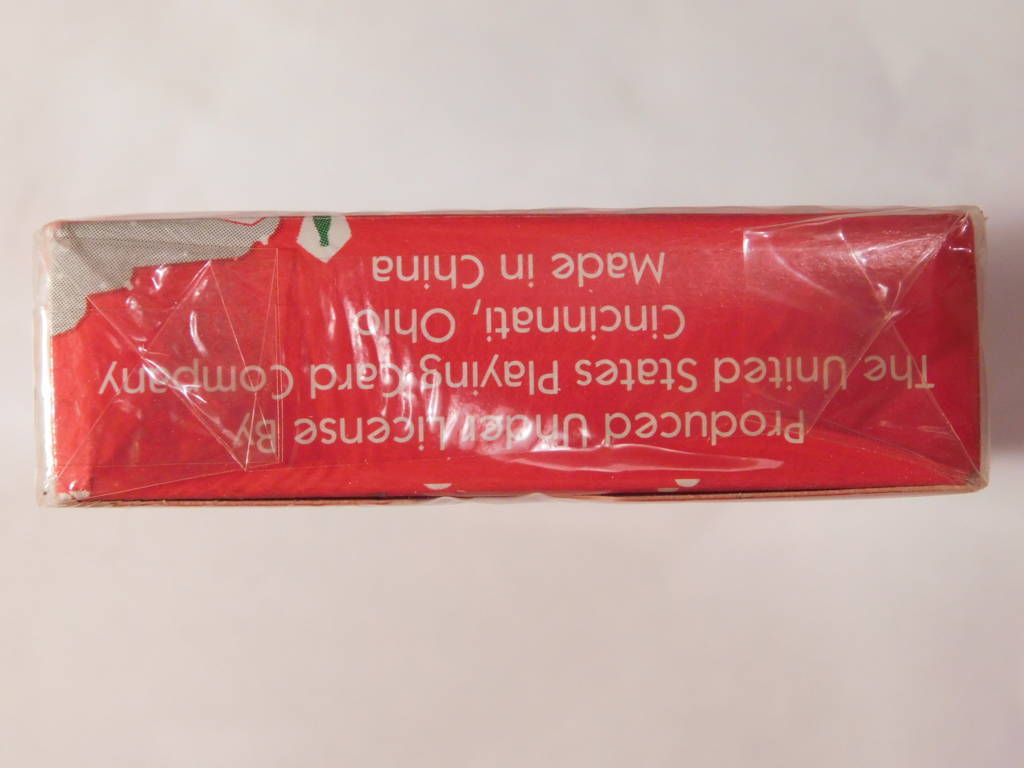 Produced Under License By
The United States Playing Card Company
Cincinnati, Ohio
Made in China